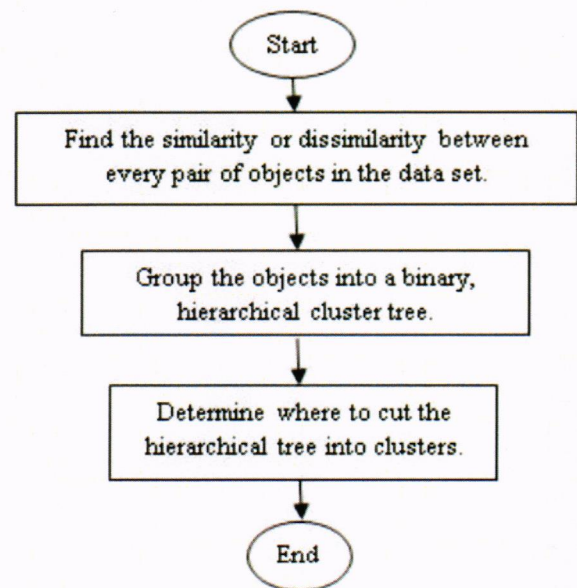 Start
Find the similarity or dissimilarity between
every pair of objects in the data set.
Group the objects into a binary,
hierarchical cluster tree.
Determine where to cut the
hierarchical tree into clusters.
End